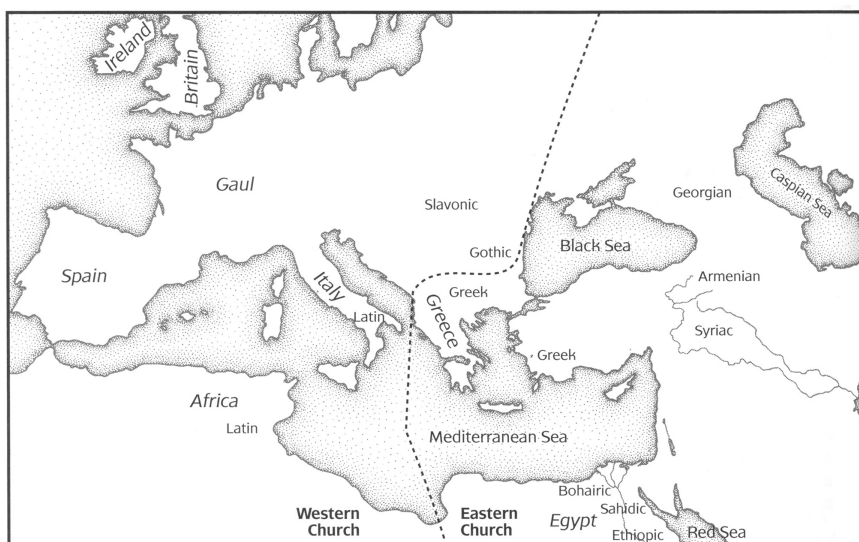 Ireland
Britain
Gaul
Slavonic
Georgian
Caspian Sea
Gothic
Black Sea
Spain
Italy
Greek
Armenian
Latin
Greece
Syriac
Greek
Africa
Latin
Mediterranean Sea
Bohairic
Sahidic
Western
Church
Eastern
Church
Egypt
Ethiopic
Red Sea